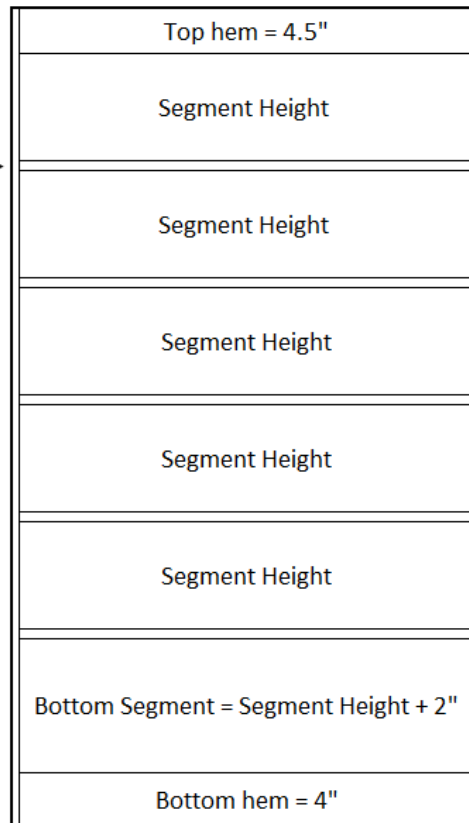 Top hem = 4.5"
Segment Height
Segment Height
Segment Height
Segment Height
Segment Height
Bottom Segment = Segment Height + 2"
Bottom hem = 4"